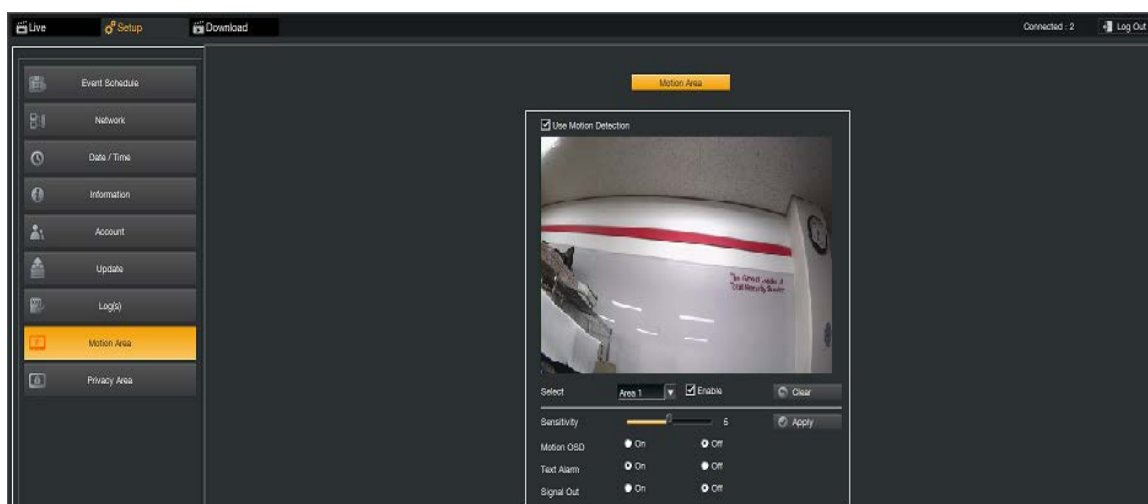 Live
Setup
Download
Connected : 2
Log Out
Event Schedule
Network
Date / Time
Information
Account
Update
Log(s)
Motion Area
Privacy Area
Motion Area
Use Motion Detection
Select
Area 1
Enable
Clear
Sensitivity
5
Apply
Motion OSD
On
Off
Text Alarm
On
Off
Signal Out
On
Off